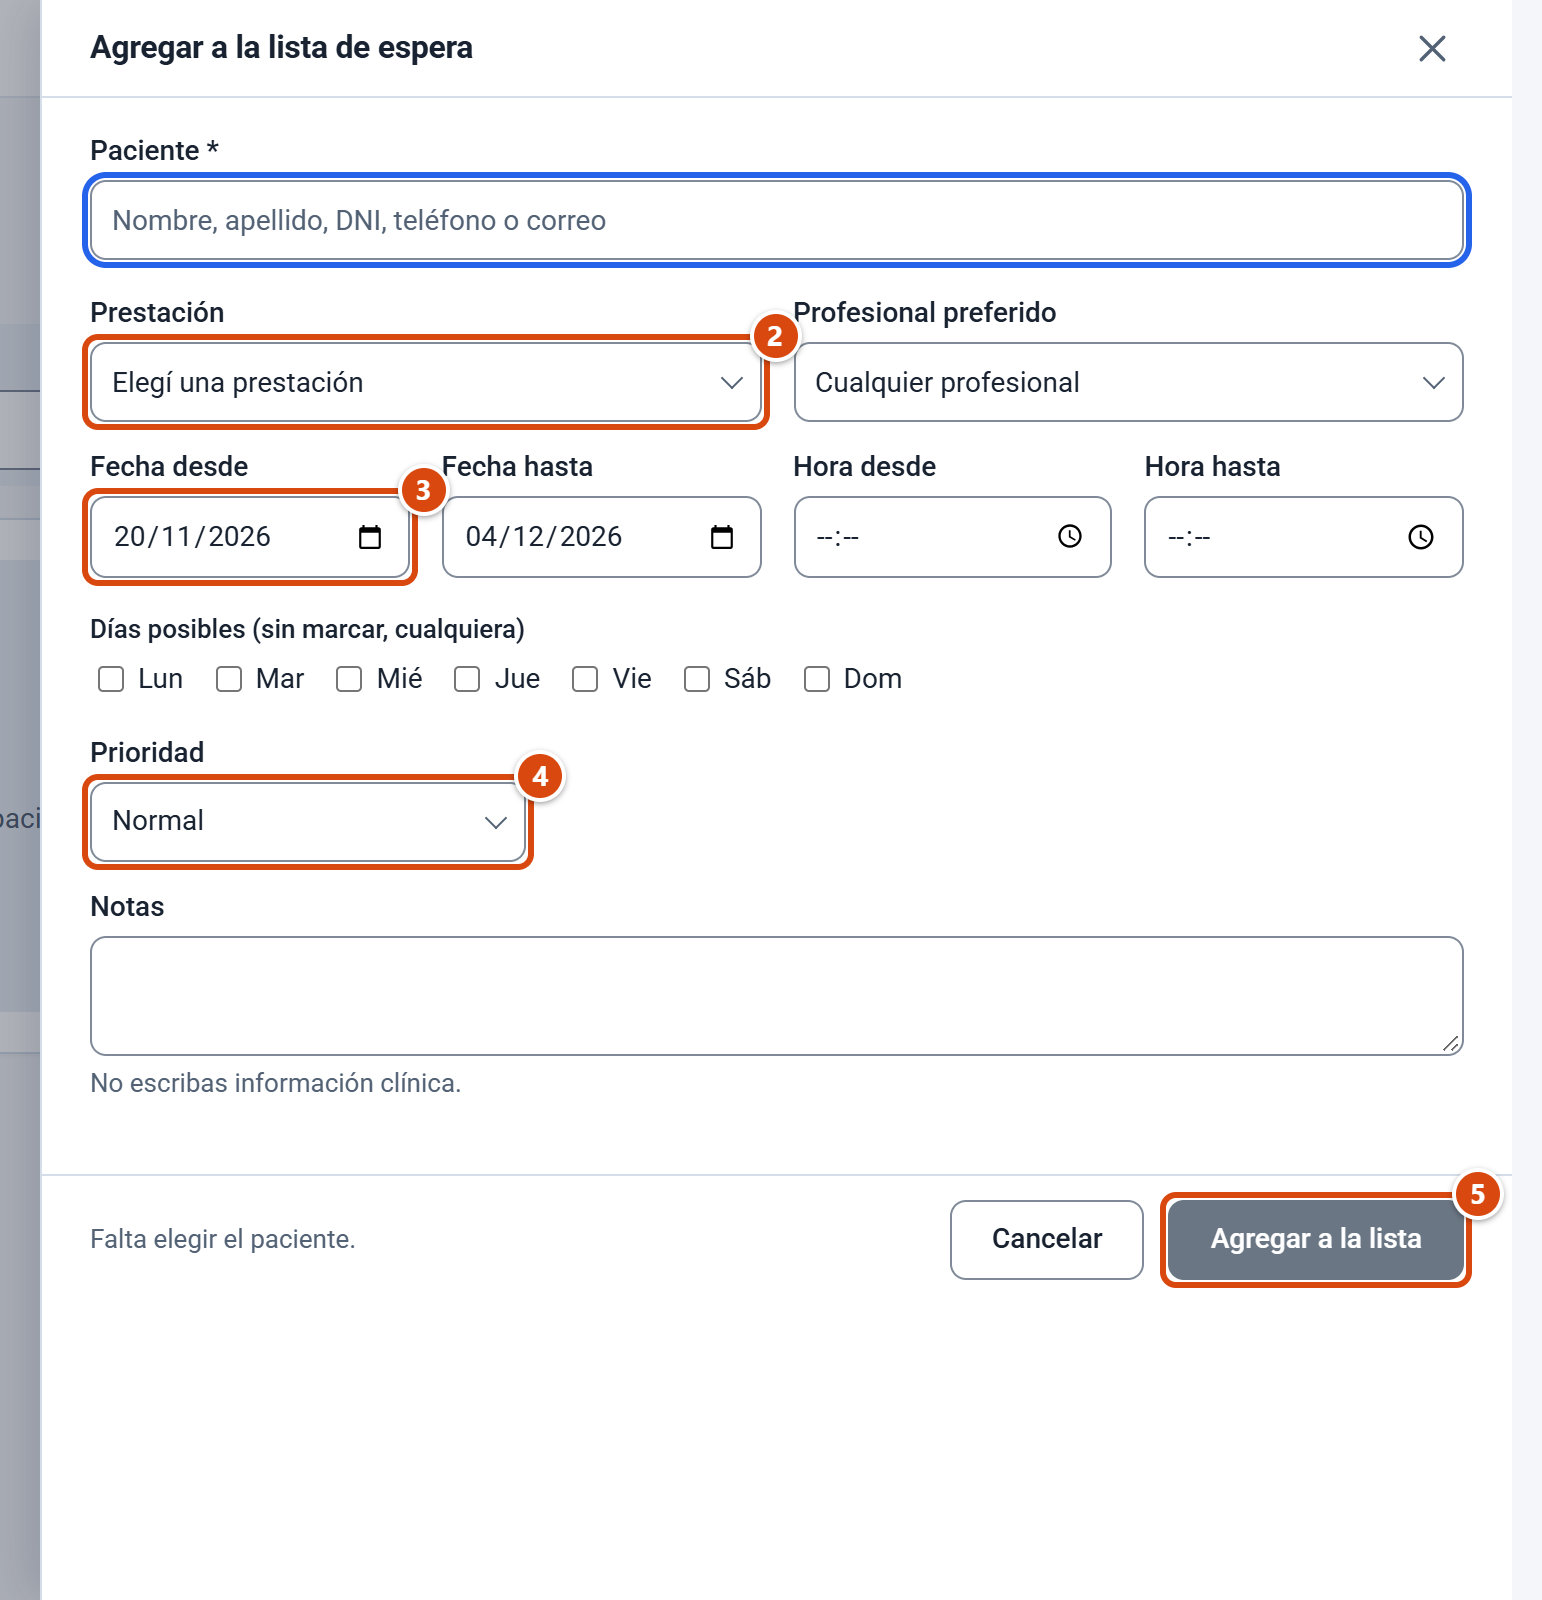 Agregar a la lista de espera
Paciente *
Nombre, apellido, DNI, teléfono o correo
Prestación
2
Profesional preferido
Elegí una prestación
Cualquier profesional
Fecha desde
3
Fecha hasta
Hora desde
Hora hasta
20/11/2026
04/12/2026
--:--
--:--
Días posibles (sin marcar, cualquiera)
Lun Mar Mié Jue Vie Sáb Dom
Prioridad
4
Normal
paci
Notas
No escribas información clínica.
5
Falta elegir el paciente.
Cancelar
Agregar a la lista